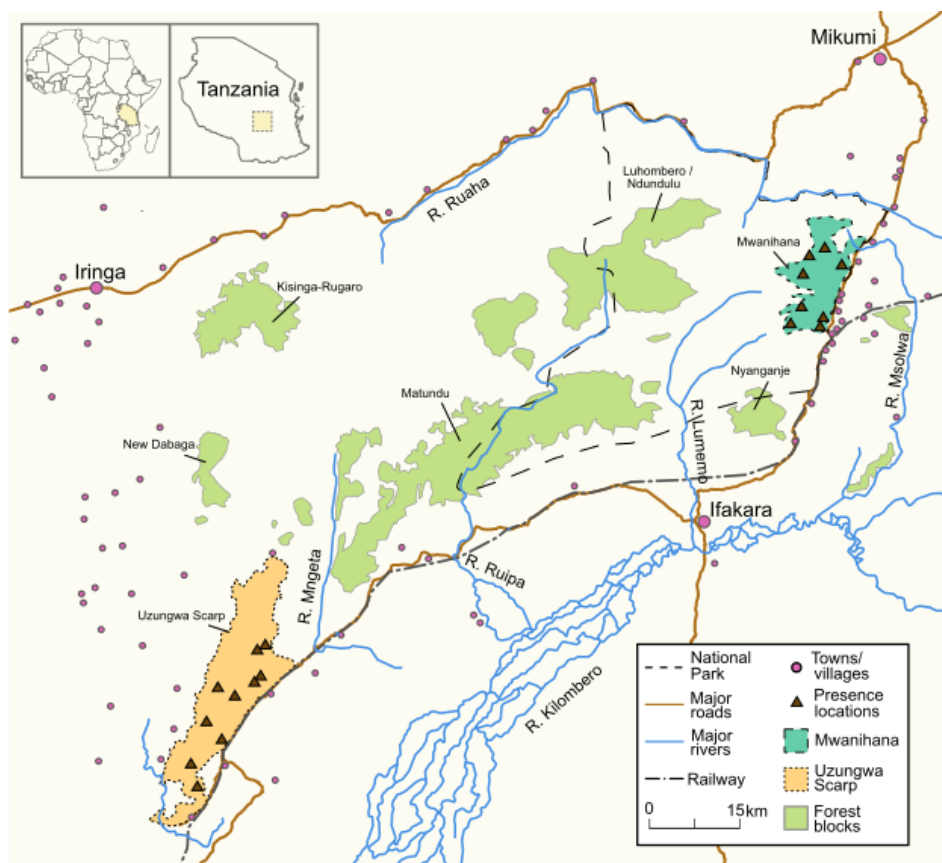 Tanzania
Mikumi
Luhombero /
Ndundulu
R. Ruaha
Mwanihana
Iringa
Kisinga-Rugaro
R. Msolwa
Nyanganje
Matundu
R. Lumemo
New Dabaga
Ifakara
R. Mngeta
R. Ruipa
Uzungwa Scarp
R. Kilombero
National
Park
Towns/
villages
Major
roads
Presence
locations
Major
rivers
Mwanihana
Railway
Uzungwa
Scarp
0 15km
Forest
blocks